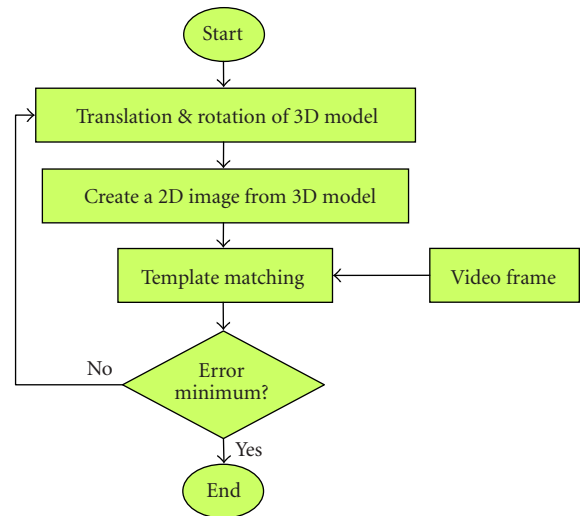 Start
Translation & rotation of 3D model
Create a 2D image from 3D model
Template matching
Video frame
No
Error
minimum?
Yes
End